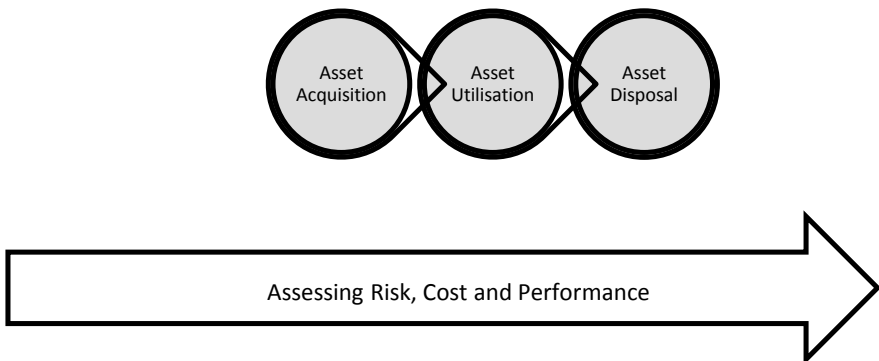 Asset
Acquisition
Asset
Utilisation
Asset
Disposal
Assessing Risk, Cost and Performance